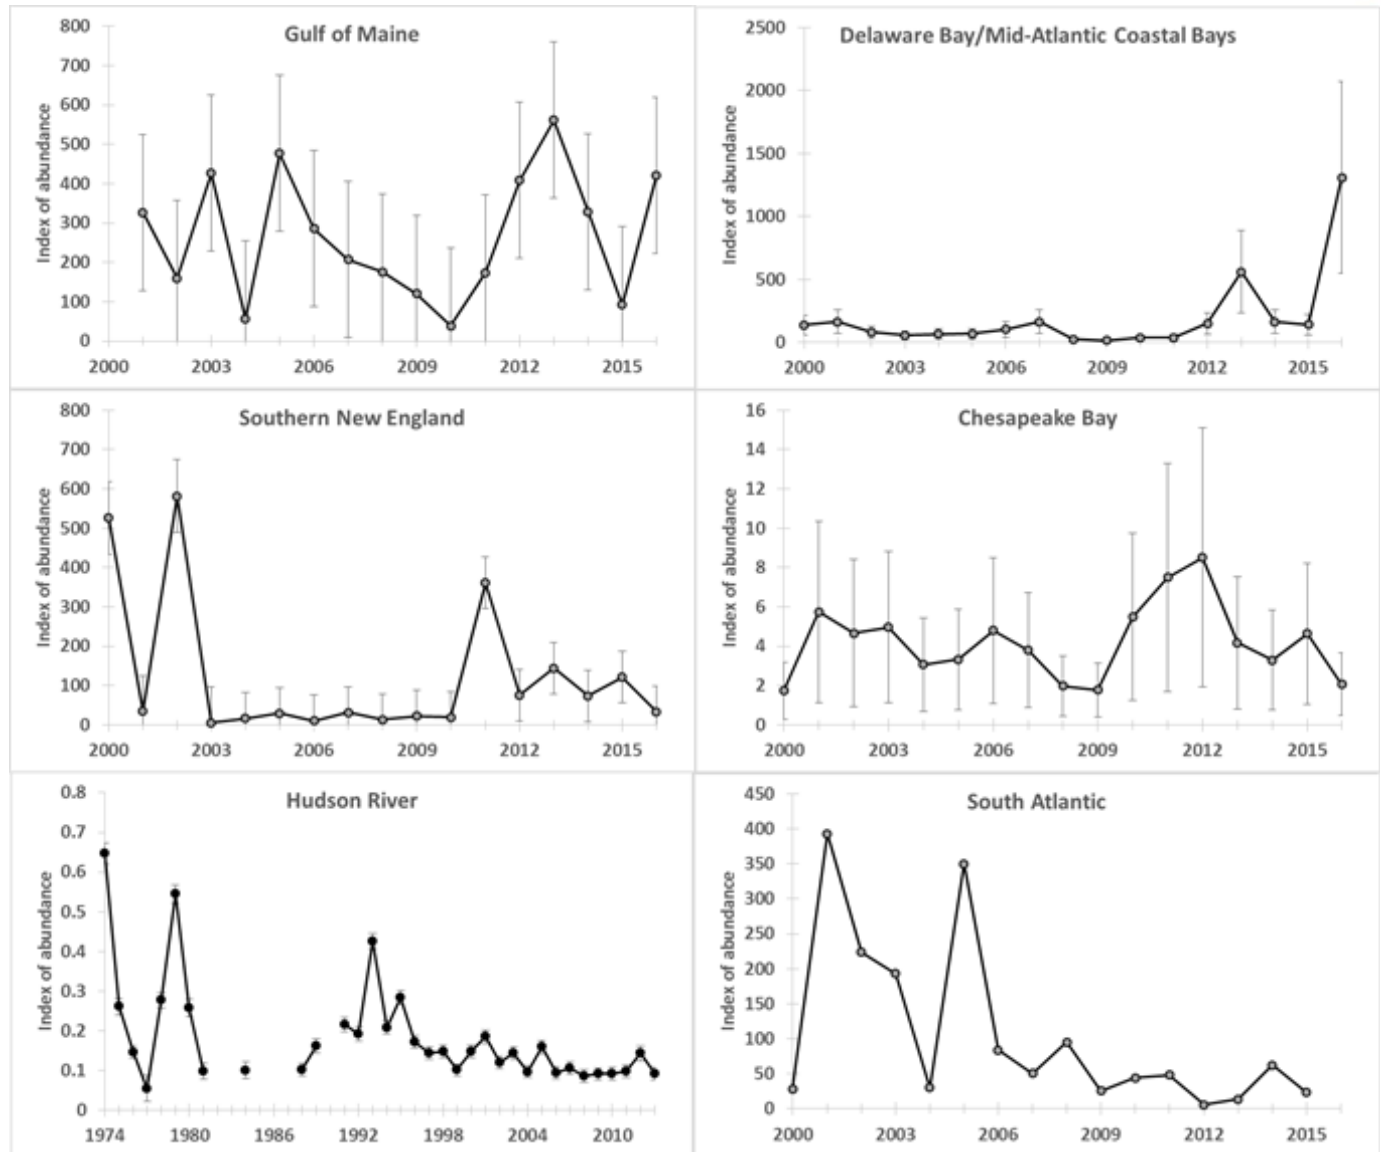 Gulf of Maine
Index of abundance
800
700
600
500
400
300
200
100
0
2000 2003 2006 2009 2012 2015
Delaware Bay/Mid-Atlantic Coastal Bays
Index of abundance
2500
2000
1500
1000
500
0
2000 2003 2006 2009 2012 2015
Southern New England
Index of abundance
800
700
600
500
400
300
200
100
0
2000 2003 2006 2009 2012 2015
Chesapeake Bay
Index of abundance
16
14
12
10
8
6
4
2
0
2000 2003 2006 2009 2012 2015
Hudson River
Index of abundance
0.8
0.7
0.6
0.5
0.4
0.3
0.2
0.1
0
1974 1980 1986 1992 1998 2004 2010
South Atlantic
Index of abundance
450
400
350
300
250
200
150
100
50
0
2000 2003 2006 2009 2012 2015